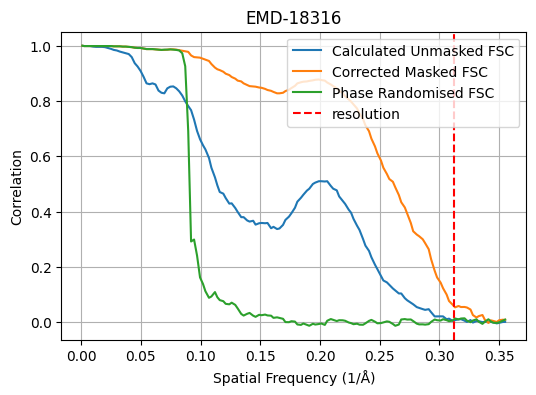 EMD-18316
Calculated Unmasked FSC
Corrected Masked FSC
Phase Randomised FSC
resolution
Correlation
1.0
0.8
0.6
0.4
0.2
0.0
0.00 0.05 0.10 0.15 0.20 0.25 0.30 0.35
Spatial Frequency (1/Å)